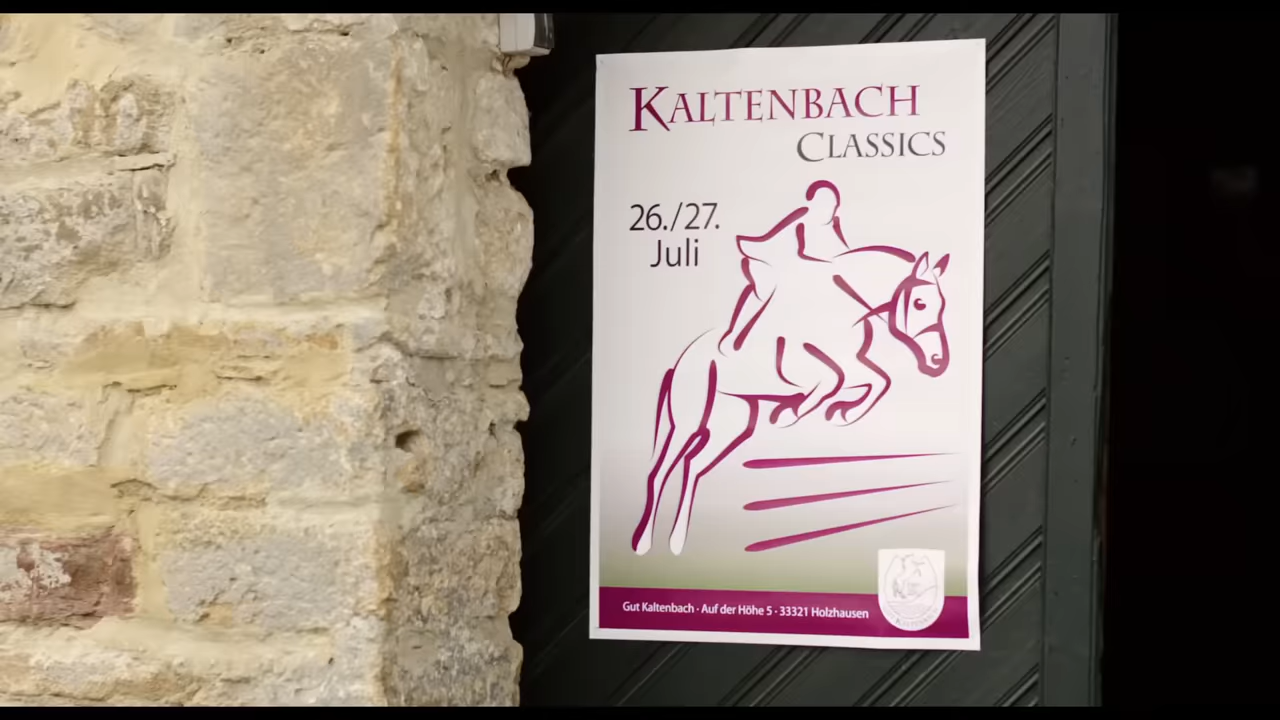 KALTENBACH
CLASSICS
26./27.
Juli
Gut Kaltenbach · Auf der Höhe 5 · 33321 Holzhausen